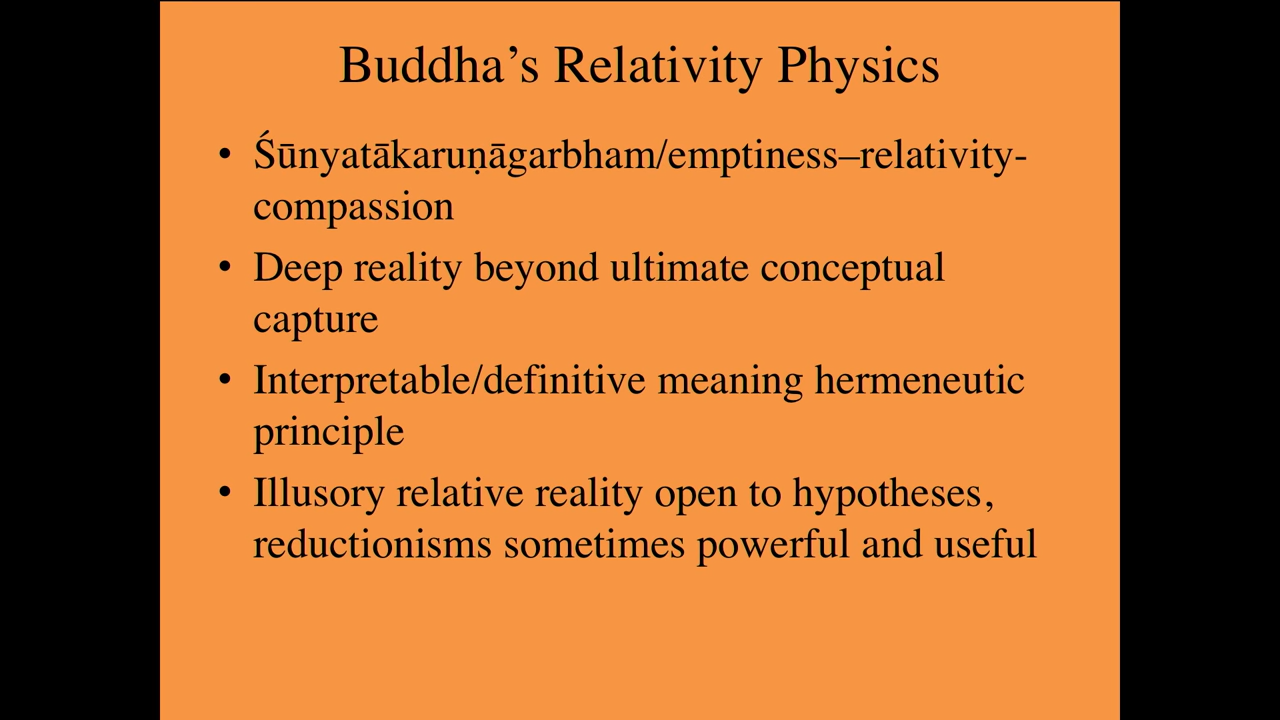 Buddha’s Relativity Physics
• Śūnyatākaruṇāgarbham/emptiness–relativity-
compassion
• Deep reality beyond ultimate conceptual
capture
• Interpretable/definitive meaning hermeneutic
principle
• Illusory relative reality open to hypotheses,
reductionisms sometimes powerful and useful